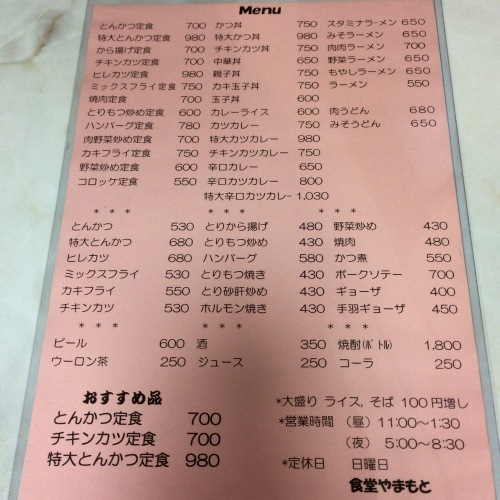 Menu
とんかつ定食 700 かつ丼 750 スタミナラーメン 650
特大とんかつ定食 980 特大かつ丼 980 みそラーメン 650
から揚げ定食 750 チキンカツ丼 750 肉肉ラーメン 700
チキンカツ定食 700 中華丼 650 野菜ラーメン 650
ヒレカツ定食 980 親子丼 750 もやしラーメン 650
ミックスフライ定食 750 カキ玉子丼 750 ラーメン 550
焼肉定食 700 玉子丼 600
とりもつ炒め定食 600 カレーライス 600 肉うどん 680
ハンバーグ定食 780 カツカレー 750 みそうどん 650
肉野菜炒め定食 700 特大カツカレー 980
カキフライ定食 750 チキンカツカレー 750
野菜炒め定食 600 辛口カレー 650
コロッケ定食 550 辛口カツカレー 800
特大辛口カツカレー 1,030
* * * * * * * * *
とんかつ 530 とりから揚げ 480 野菜炒め 430
特大とんかつ 680 とりもつ炒め 430 焼肉 480
ヒレカツ 680 ハンバーグ 580 かつ煮 550
ミックスフライ 530 とりもつ焼き 430 ポークソテー 700
カキフライ 550 とり砂肝炒め 430 ギョーザ 400
チキンカツ 530 ホルモン焼き 430 手羽ギョーザ 450
* * * * * * * * *
ビール 600 酒 350 焼酎(ﾎﾞﾄﾙ) 1,800
ウーロン茶 250 ジュース 250 コーラ 250
おすすめ品
とんかつ定食 700
チキンカツ定食 700
特大とんかつ定食 980
*大盛り ライス、そば 100円増し
*営業時間 (昼) 11:00〜1:30
(夜) 5:00〜8:30
*定休日 日曜日
食堂やまもと